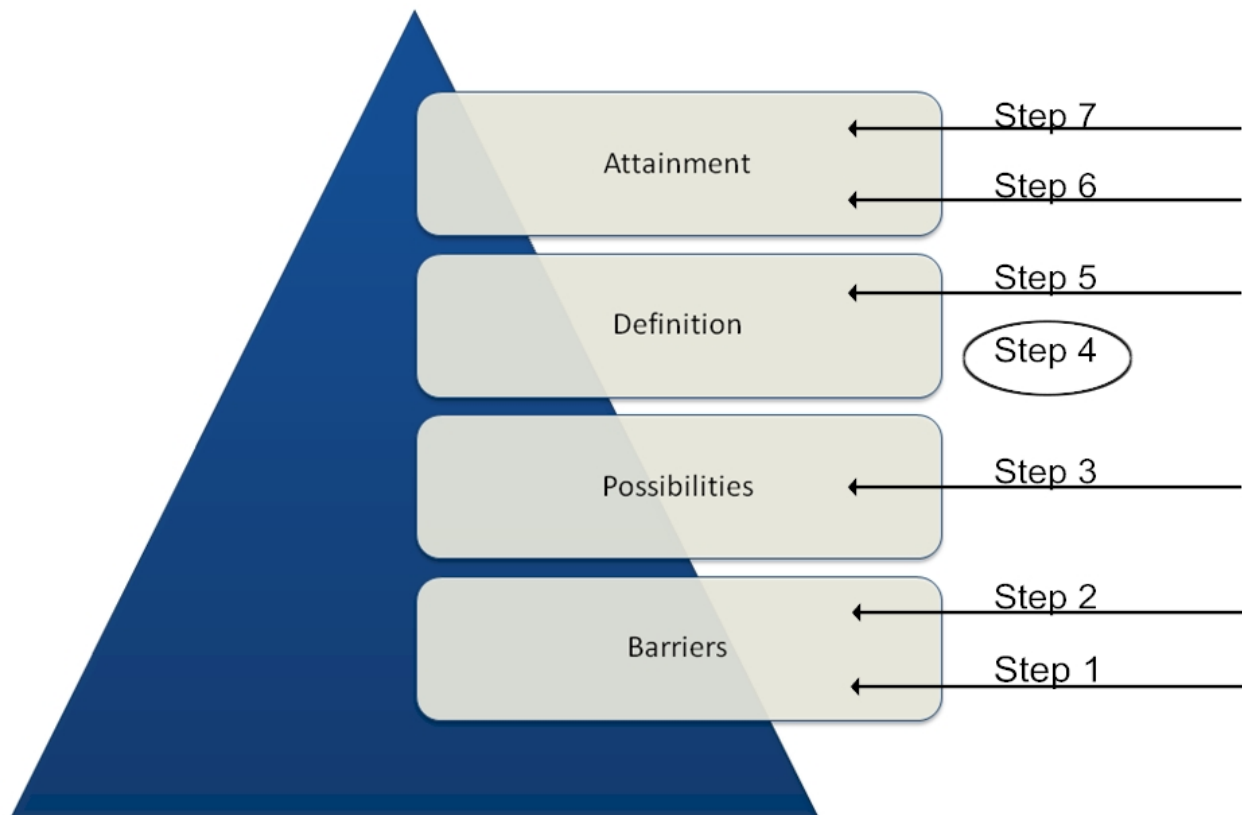 Step 7
Attainment
Step 6
Step 5
Definition
Step 4
Step 3
Possibilities
Step 2
Barriers
Step 1